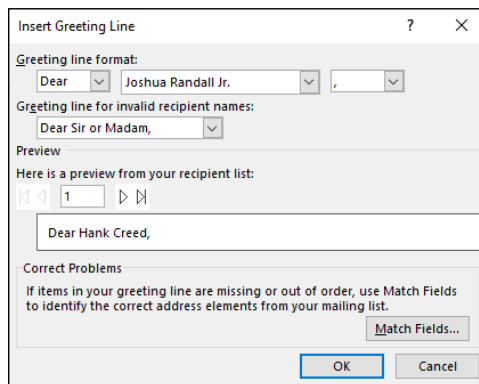 Insert Greeting Line ? ×
Greeting line format:
Dear Joshua Randall Jr. ,
Greeting line for invalid recipient names:
Dear Sir or Madam,
Preview
Here is a preview from your recipient list:
1
Dear Hank Creed,
Correct Problems
If items in your greeting line are missing or out of order, use Match Fields
to identify the correct address elements from your mailing list.
Match Fields...
OK Cancel